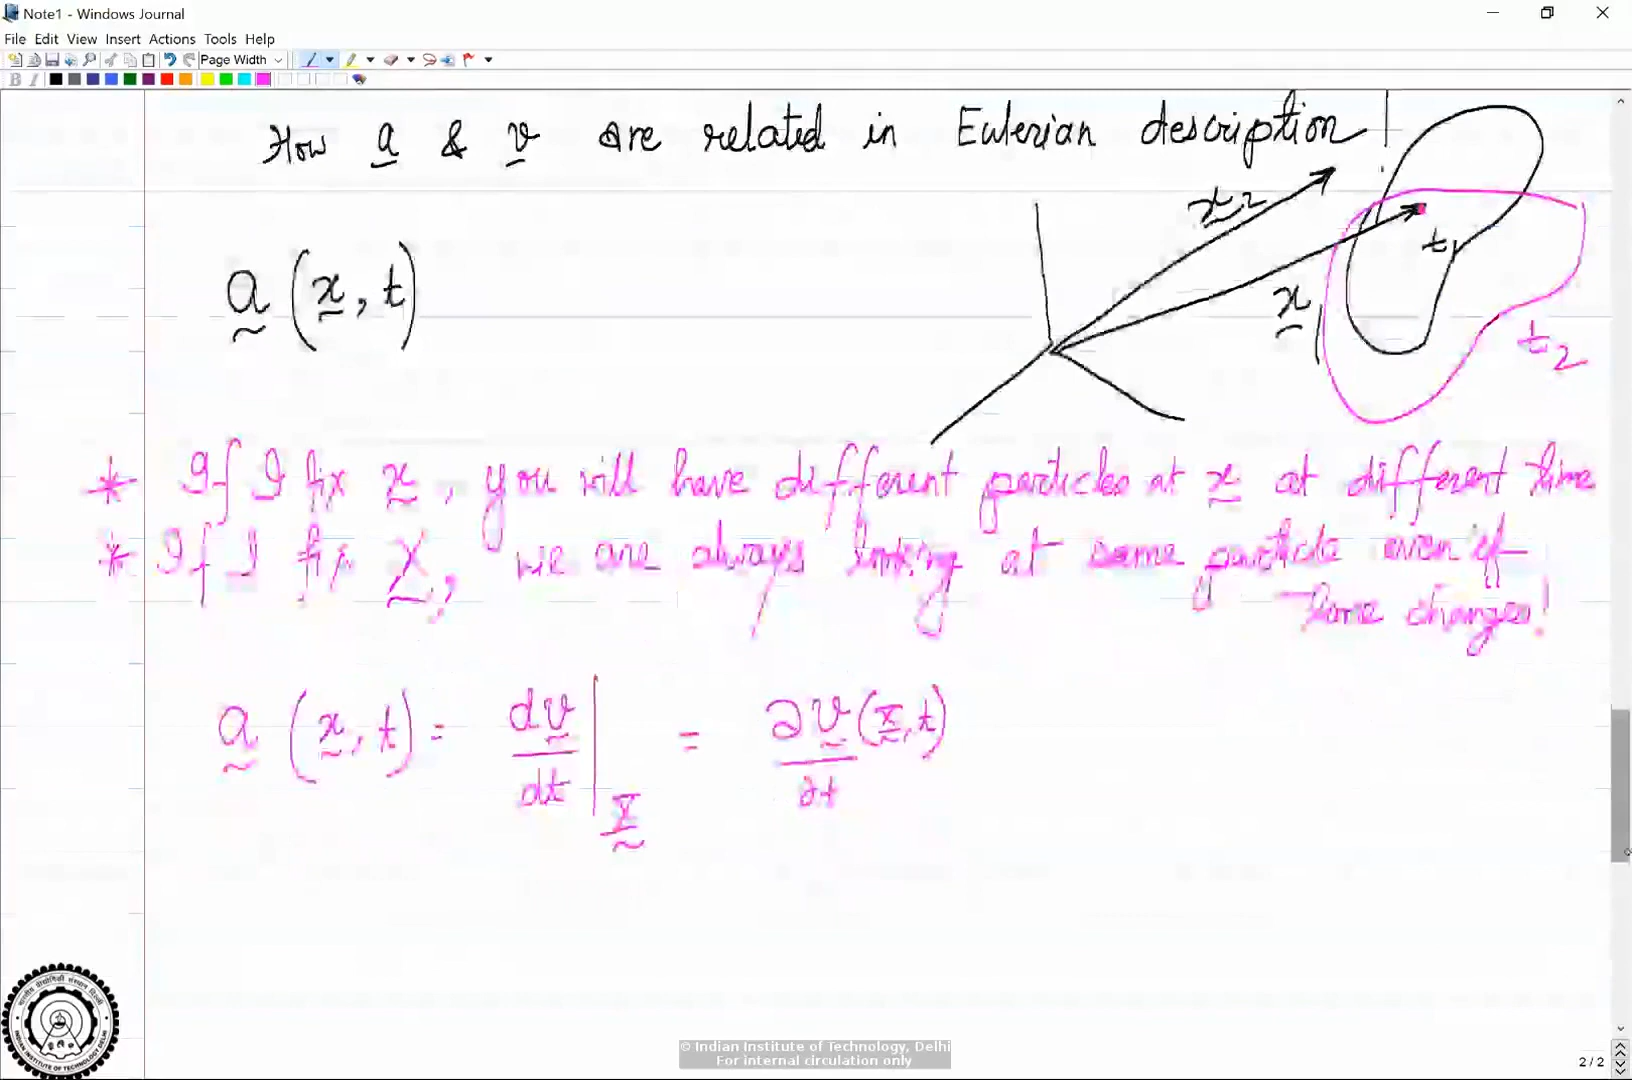 Note1 - Windows Journal
File Edit View Insert Actions Tools Help
Page Width
B I
How a & v are related in Eulerian description!
x 2
t1
a (x, t)
x1
t2
* If I fix x, you will have different particles at x at different time
* If I fix X, we are always looking at same particle even if
time changes!
a (x, t) = dv/dt |X = ∂v(X, t)/∂t
© Indian Institute of Technology, Delhi
For internal circulation only
2 / 2